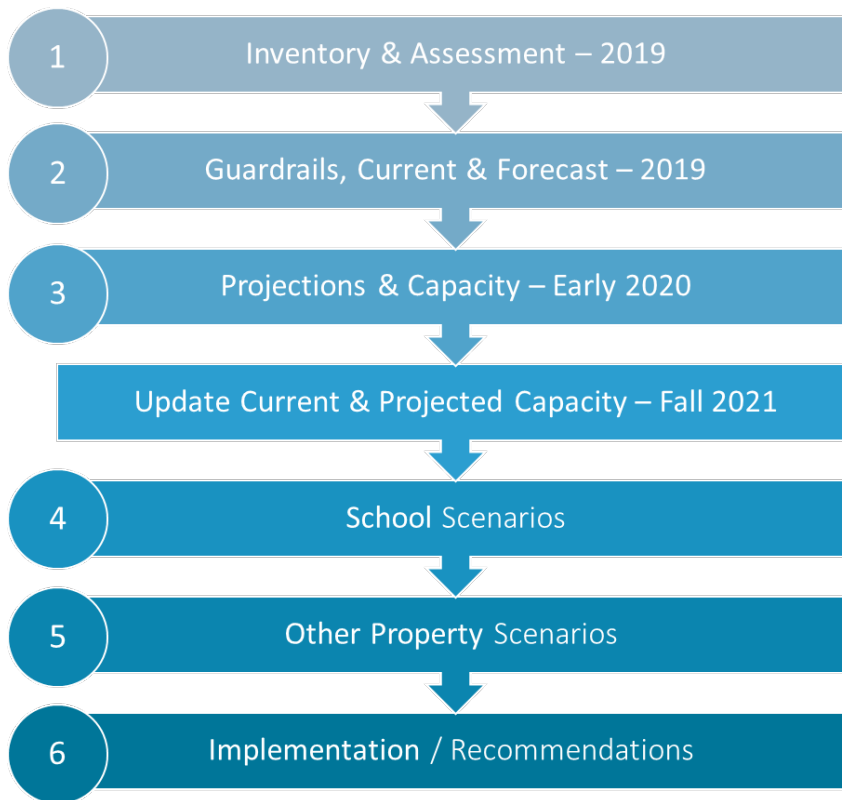 1
Inventory & Assessment – 2019
2
Guardrails, Current & Forecast – 2019
3
Projections & Capacity – Early 2020
Update Current & Projected Capacity – Fall 2021
4
School Scenarios
5
Other Property Scenarios
6
Implementation / Recommendations